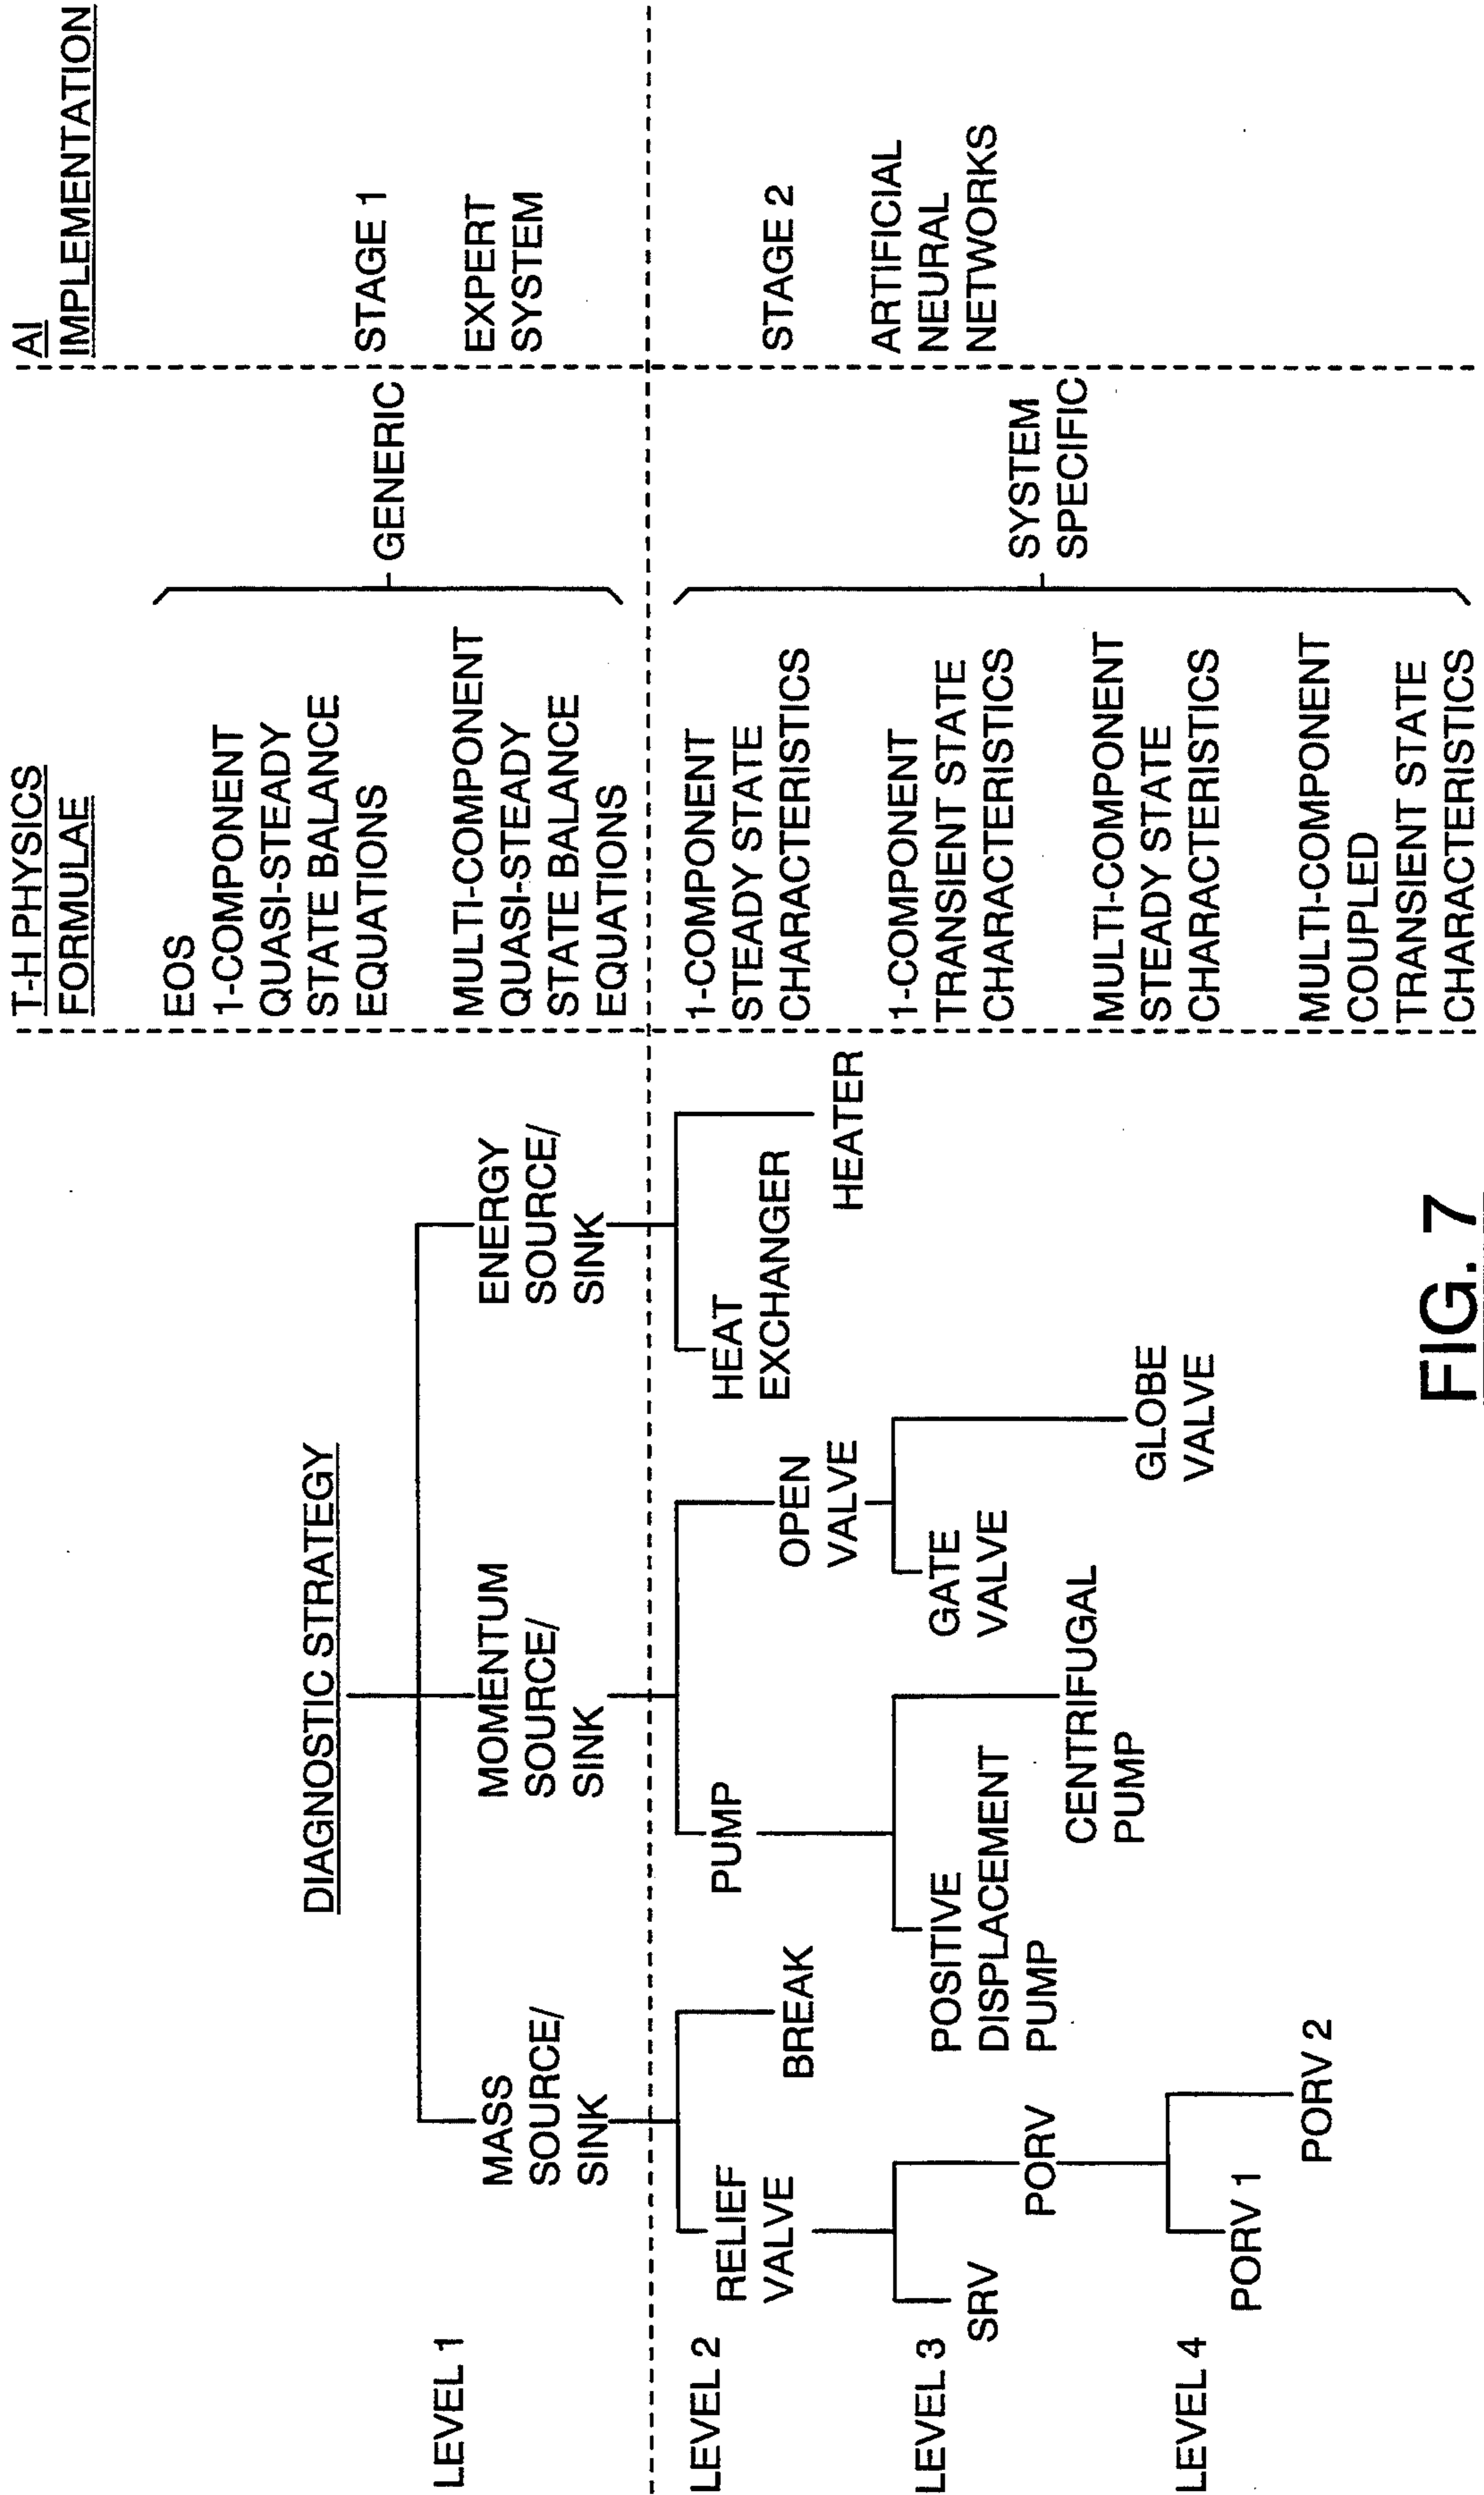 DIAGNOSTIC STRATEGY
LEVEL 1
MASS
SOURCE/
SINK
MOMENTUM
SOURCE/
SINK
ENERGY
SOURCE/
SINK
LEVEL 2
RELIEF
VALVE
BREAK
PUMP
OPEN
VALVE
HEAT
EXCHANGER
HEATER
LEVEL 3
SRV
PORV
POSITIVE
DISPLACEMENT
PUMP
CENTRIFUGAL
PUMP
GATE
VALVE
GLOBE
VALVE
LEVEL 4
PORV 1
PORV 2
T-H PHYSICS
FORMULAE
EOS
1-COMPONENT
QUASI-STEADY
STATE BALANCE
EQUATIONS
MULTI-COMPONENT
QUASI-STEADY
STATE BALANCE
EQUATIONS
GENERIC
1-COMPONENT
STEADY STATE
CHARACTERISTICS
1-COMPONENT
TRANSIENT STATE
CHARACTERISTICS
MULTI-COMPONENT
STEADY STATE
CHARACTERISTICS
MULTI-COMPONENT
COUPLED
TRANSIENT STATE
CHARACTERISTICS
SYSTEM
SPECIFIC
AI
IMPLEMENTATION
STAGE 1
EXPERT
SYSTEM
STAGE 2
ARTIFICIAL
NEURAL
NETWORKS
FIG. 7